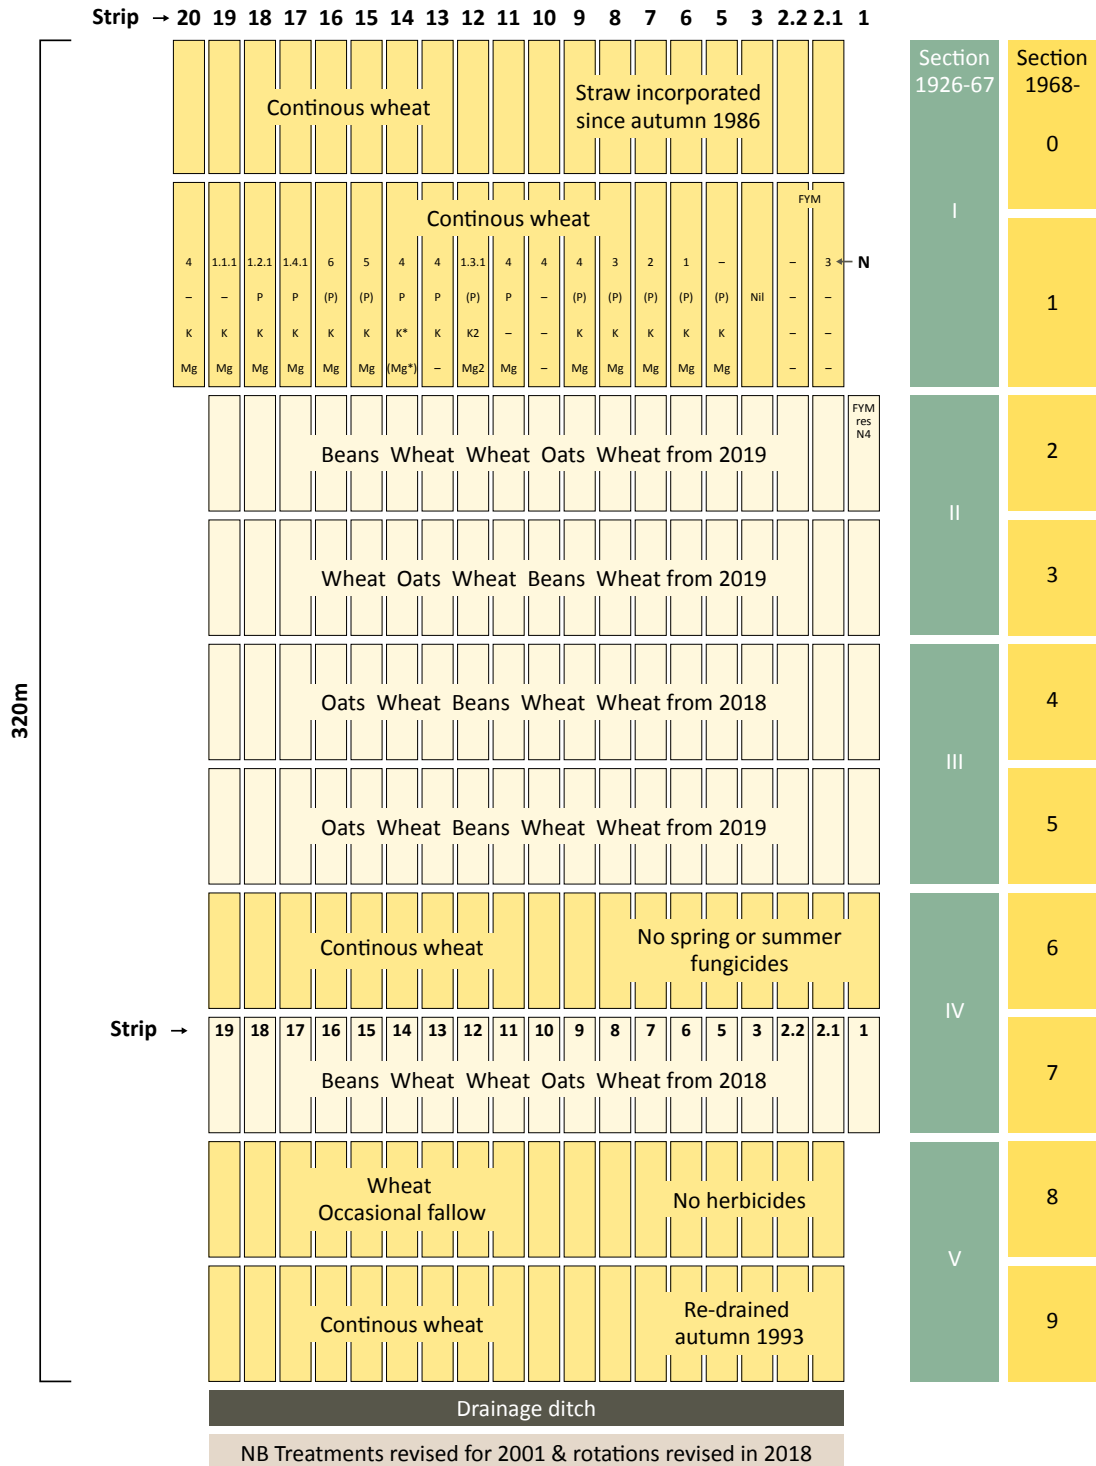 Strip → 20 19 18 17 16 15 14 13 12 11 10 9 8 7 6 5 3 2.2 2.1 1
Section
1926-67
Section
1968-
Continous wheat
Straw incorporated
since autumn 1986
0
I
FYM
Continous wheat
4 1.1.1 1.2.1 1.4.1 6 5 4 4 1.3.1 4 4 4 3 2 1 – – 3 ← N
– – P P (P) (P) P P (P) P – (P) (P) (P) (P) (P) Nil – –
K K K K K K K* K K2 – – K K K K K – –
Mg Mg Mg Mg Mg Mg (Mg*) – Mg2 Mg – Mg Mg Mg Mg Mg – –
1
FYM
res
N4
Beans Wheat Wheat Oats Wheat from 2019
2
II
Wheat Oats Wheat Beans Wheat from 2019
3
320m
Oats Wheat Beans Wheat Wheat from 2018
4
III
Oats Wheat Beans Wheat Wheat from 2019
5
Continous wheat
No spring or summer
fungicides
6
IV
Strip → 19 18 17 16 15 14 13 12 11 10 9 8 7 6 5 3 2.2 2.1 1
Beans Wheat Wheat Oats Wheat from 2018
7
Wheat
Occasional fallow
No herbicides
8
V
Continous wheat
Re-drained
autumn 1993
9
Drainage ditch
NB Treatments revised for 2001 & rotations revised in 2018